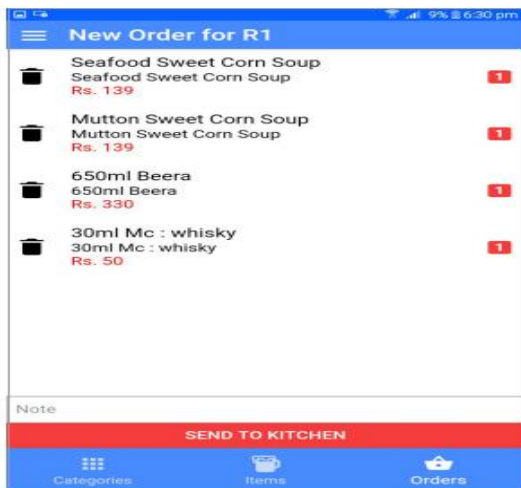 9% 6:30 pm
New Order for R1
Seafood Sweet Corn Soup
Seafood Sweet Corn Soup
Rs. 139
1
Mutton Sweet Corn Soup
Mutton Sweet Corn Soup
Rs. 139
1
650ml Beera
650ml Beera
Rs. 330
1
30ml Mc : whisky
30ml Mc : whisky
Rs. 50
1
Note
SEND TO KITCHEN
Categories Items Orders